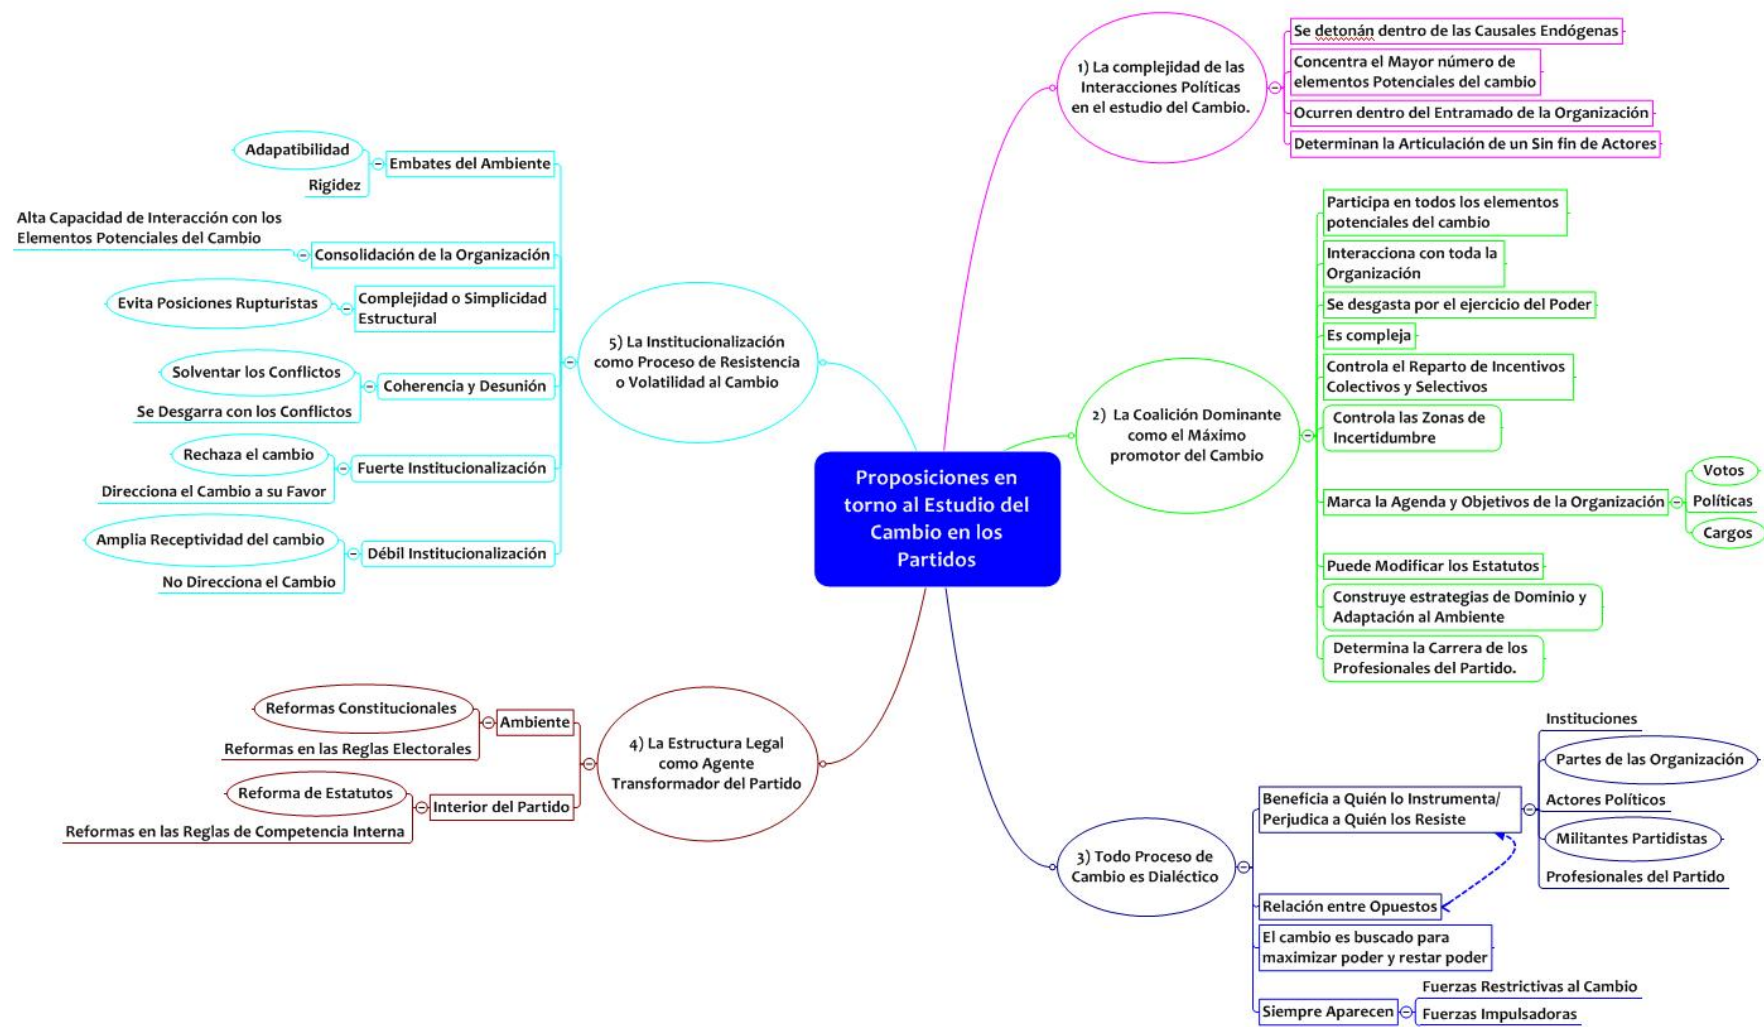 Proposiciones en
torno al Estudio del
Cambio en los
Partidos
1) La complejidad de las
Interacciones Políticas
en el estudio del Cambio.
Se detonán dentro de las Causales Endógenas
Concentra el Mayor número de
elementos Potenciales del cambio
Ocurren dentro del Entramado de la Organización
Determinan la Articulación de un Sin fin de Actores
2) La Coalición Dominante
como el Máximo
promotor del Cambio
Participa en todos los elementos
potenciales del cambio
Interacciona con toda la
Organización
Se desgasta por el ejercicio del Poder
Es compleja
Controla el Reparto de Incentivos
Colectivos y Selectivos
Controla las Zonas de
Incertidumbre
Marca la Agenda y Objetivos de la Organización
Votos
Políticas
Cargos
Puede Modificar los Estatutos
Construye estrategias de Dominio y
Adaptación al Ambiente
Determina la Carrera de los
Profesionales del Partido.
3) Todo Proceso de
Cambio es Dialéctico
Beneficia a Quién lo Instrumenta/
Perjudica a Quién los Resiste
Instituciones
Partes de las Organización
Actores Políticos
Militantes Partidistas
Profesionales del Partido
Relación entre Opuestos
El cambio es buscado para
maximizar poder y restar poder
Siempre Aparecen
Fuerzas Restrictivas al Cambio
Fuerzas Impulsadoras
4) La Estructura Legal
como Agente
Transformador del Partido
Ambiente
Reformas Constitucionales
Reformas en las Reglas Electorales
Interior del Partido
Reforma de Estatutos
Reformas en las Reglas de Competencia Interna
5) La Institucionalización
como Proceso de Resistencia
o Volatilidad al Cambio
Embates del Ambiente
Adapatibilidad
Rigidez
Consolidación de la Organización
Alta Capacidad de Interacción con los
Elementos Potenciales del Cambio
Complejidad o Simplicidad
Estructural
Evita Posiciones Rupturistas
Coherencia y Desunión
Solventar los Conflictos
Se Desgarra con los Conflictos
Fuerte Institucionalización
Rechaza el cambio
Direcciona el Cambio a su Favor
Débil Institucionalización
Amplia Receptividad del cambio
No Direcciona el Cambio